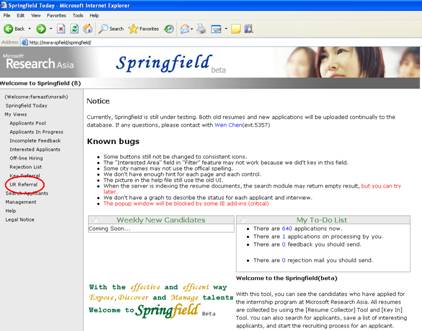 Springfield Today - Microsoft Internet Explorer
File Edit View Favorites Tools Help
Back Search Favorites
Address http://msra-spfield/springfield/
Microsoft
Research Asia
Springfield beta
Welcome to Springfield (8)
Springfield Today
My Views
Applicants Pool
Applicants In Progress
Incomplete Feedback
Interested Applicants
Off-line Hiring
Rejection List
UR Referral
Search Applicants
Management
Help
Legal Notice
Notice
Currently, Springfield is still under testing. Both old resumes and new applications will be uploaded continually to the
database. If any questions, please contact with Wen Chen(ext:5357)
Known bugs
Some buttons still not be changed to consistent icons.
The "Interested Area" field in "Filter" feature may not work because we did't key in this field.
Some city names may not use the offical spelling.
We don't have enough hint for each page and each control.
The picture in the help file still use the old UI.
When the server is indexing the resume documents, the search module may return empty result, but you can try
later.
We don't have a graph to describe the status for each applicant and interview.
The popup window will be blocked by some IE add-ins (critical)
Weekly New Candidates
Coming Soon...
My To-Do List
There are 640 applications now.
There are 1 applications on processing by you.
There are 0 feedback you should send.
There are 0 rejection mail you should send.
With the effective and efficent way
Expose,Discover and Manage talents
Welcome to Springfield Beta
Welcome to the Springfield(beta)
With this tool, you can see the candidates who have applied for
the internship program at Microsoft Research Asia. All resumes
are collected by using the [Resume Collector] Tool and [Key In]
Tool. You can also search for applicants, save a list of interesting
applicants, and start the recruiting process for an applicant.